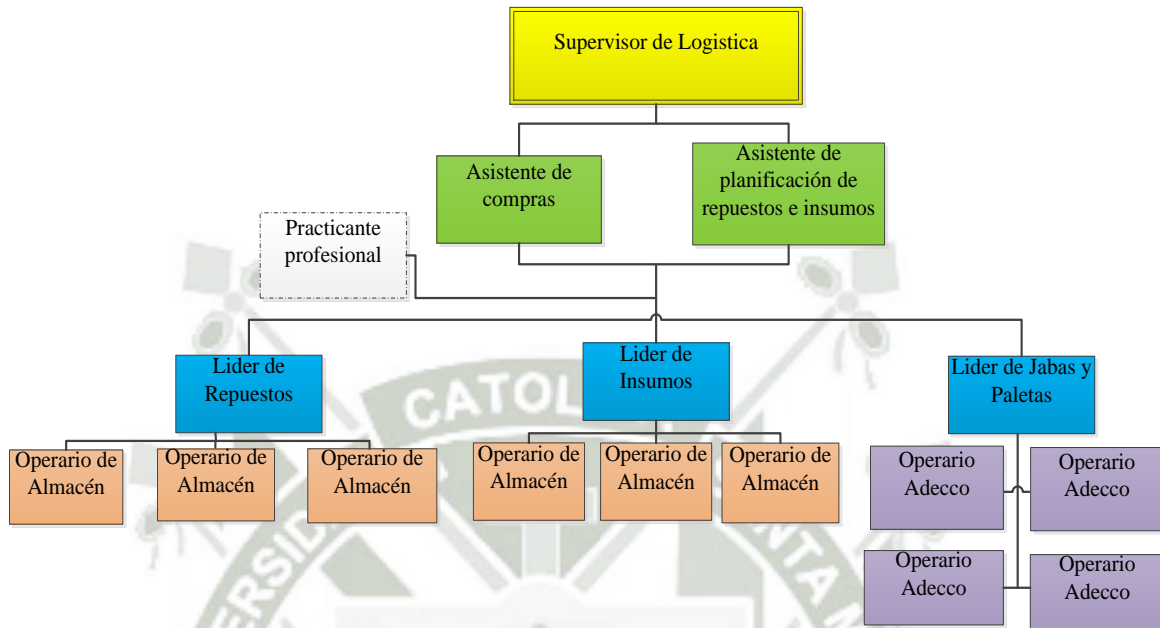 Supervisor de Logistica
Asistente de
compras
Asistente de
planificación de
repuestos e insumos
Practicante
profesional
Lider de
Repuestos
Lider de
Insumos
Lider de Jabas y
Paletas
Operario de
Almacén
Operario de
Almacén
Operario de
Almacén
Operario de
Almacén
Operario de
Almacén
Operario de
Almacén
Operario
Adecco
Operario
Adecco
Operario
Adecco
Operario
Adecco